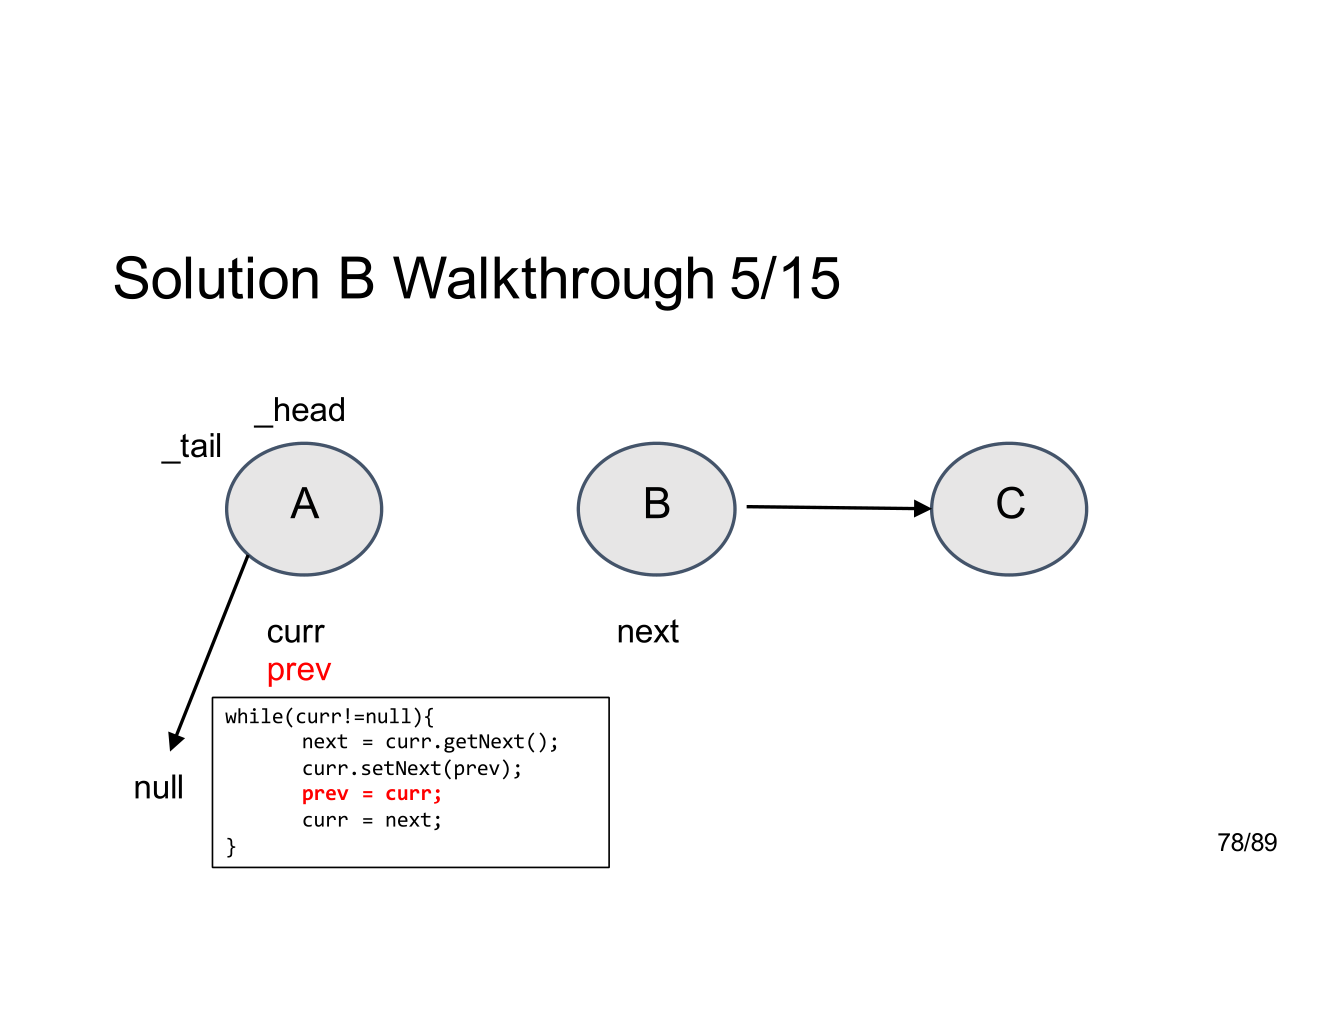 Solution B Walkthrough 5/15
_head
_tail
A
B
C
curr
next
prev
while(curr!=null){
next = curr.getNext();
curr.setNext(prev);
prev = curr;
curr = next;
}
null
78/89